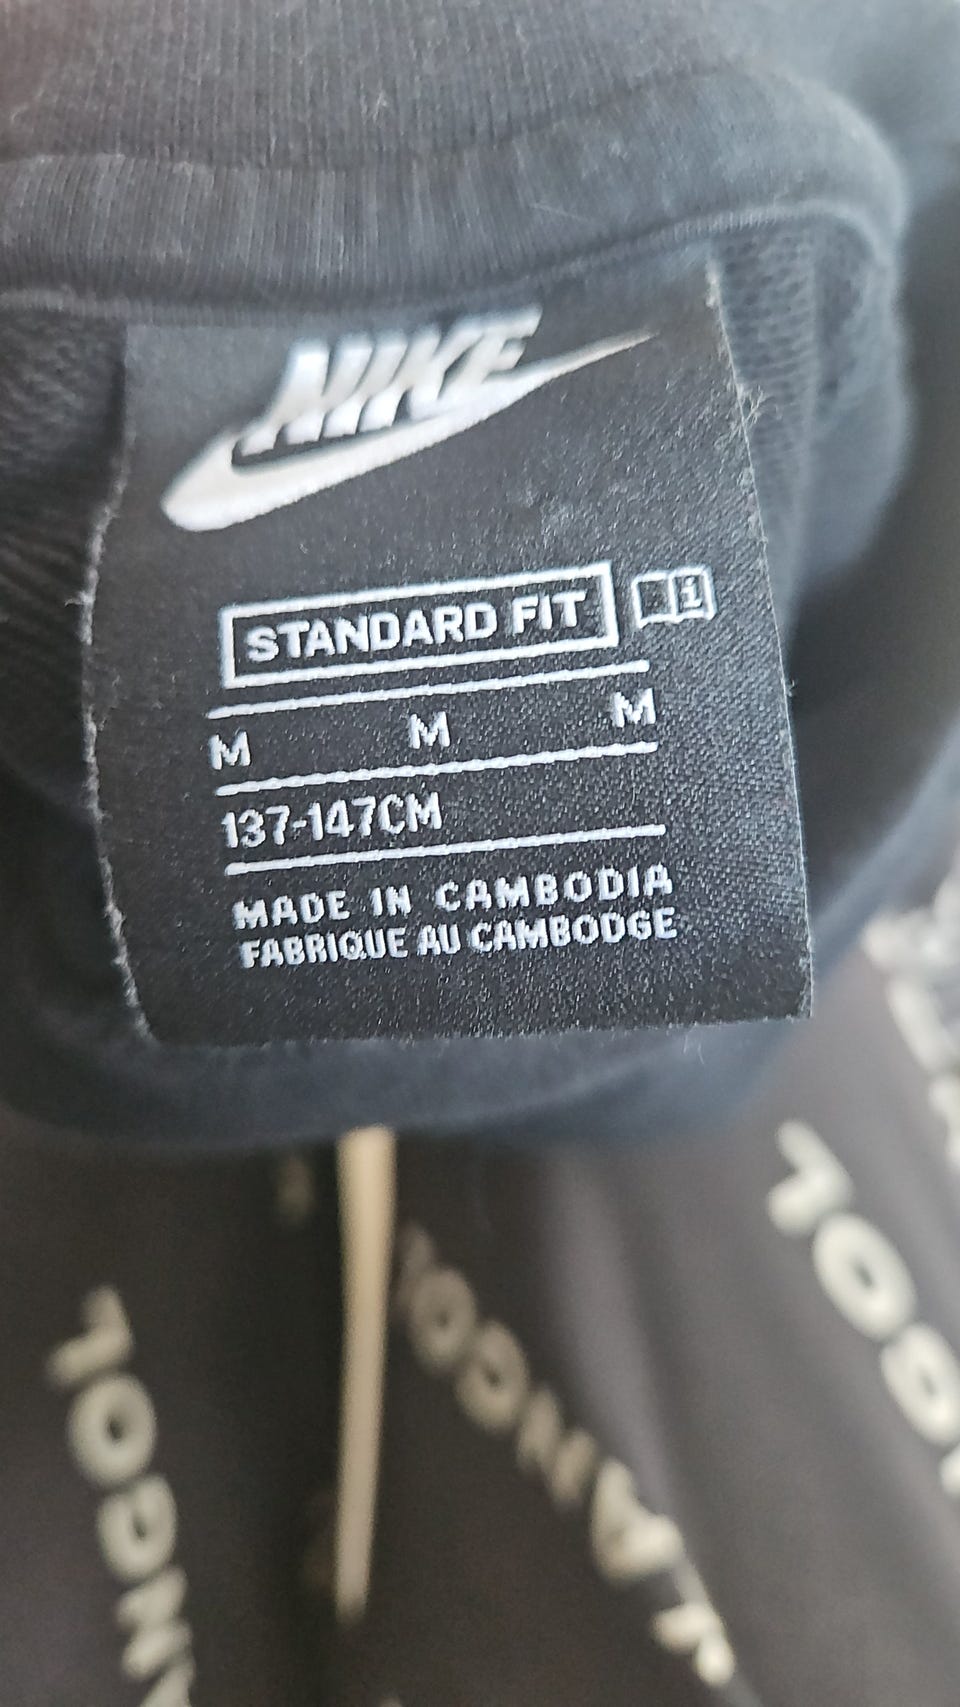 NIKE
STANDARD FIT i
M M M
137-147CM
MADE IN CAMBODIA
FABRIQUE AU CAMBODGE